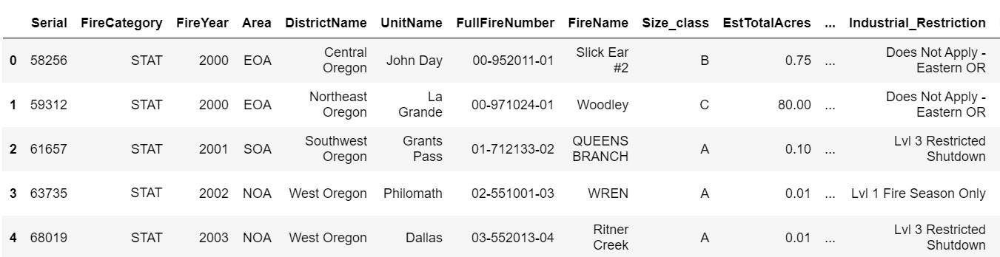 Serial FireCategory FireYear Area DistrictName UnitName FullFireNumber FireName Size_class EstTotalAcres ... Industrial_Restriction
0 58256 STAT 2000 EOA Central Oregon John Day 00-952011-01 Slick Ear #2 B 0.75 ... Does Not Apply - Eastern OR
1 59312 STAT 2000 EOA Northeast Oregon La Grande 00-971024-01 Woodley C 80.00 ... Does Not Apply - Eastern OR
2 61657 STAT 2001 SOA Southwest Oregon Grants Pass 01-712133-02 QUEENS BRANCH A 0.10 ... Lvl 3 Restricted Shutdown
3 63735 STAT 2002 NOA West Oregon Philomath 02-551001-03 WREN A 0.01 ... Lvl 1 Fire Season Only
4 68019 STAT 2003 NOA West Oregon Dallas 03-552013-04 Ritner Creek A 0.01 ... Lvl 3 Restricted Shutdown